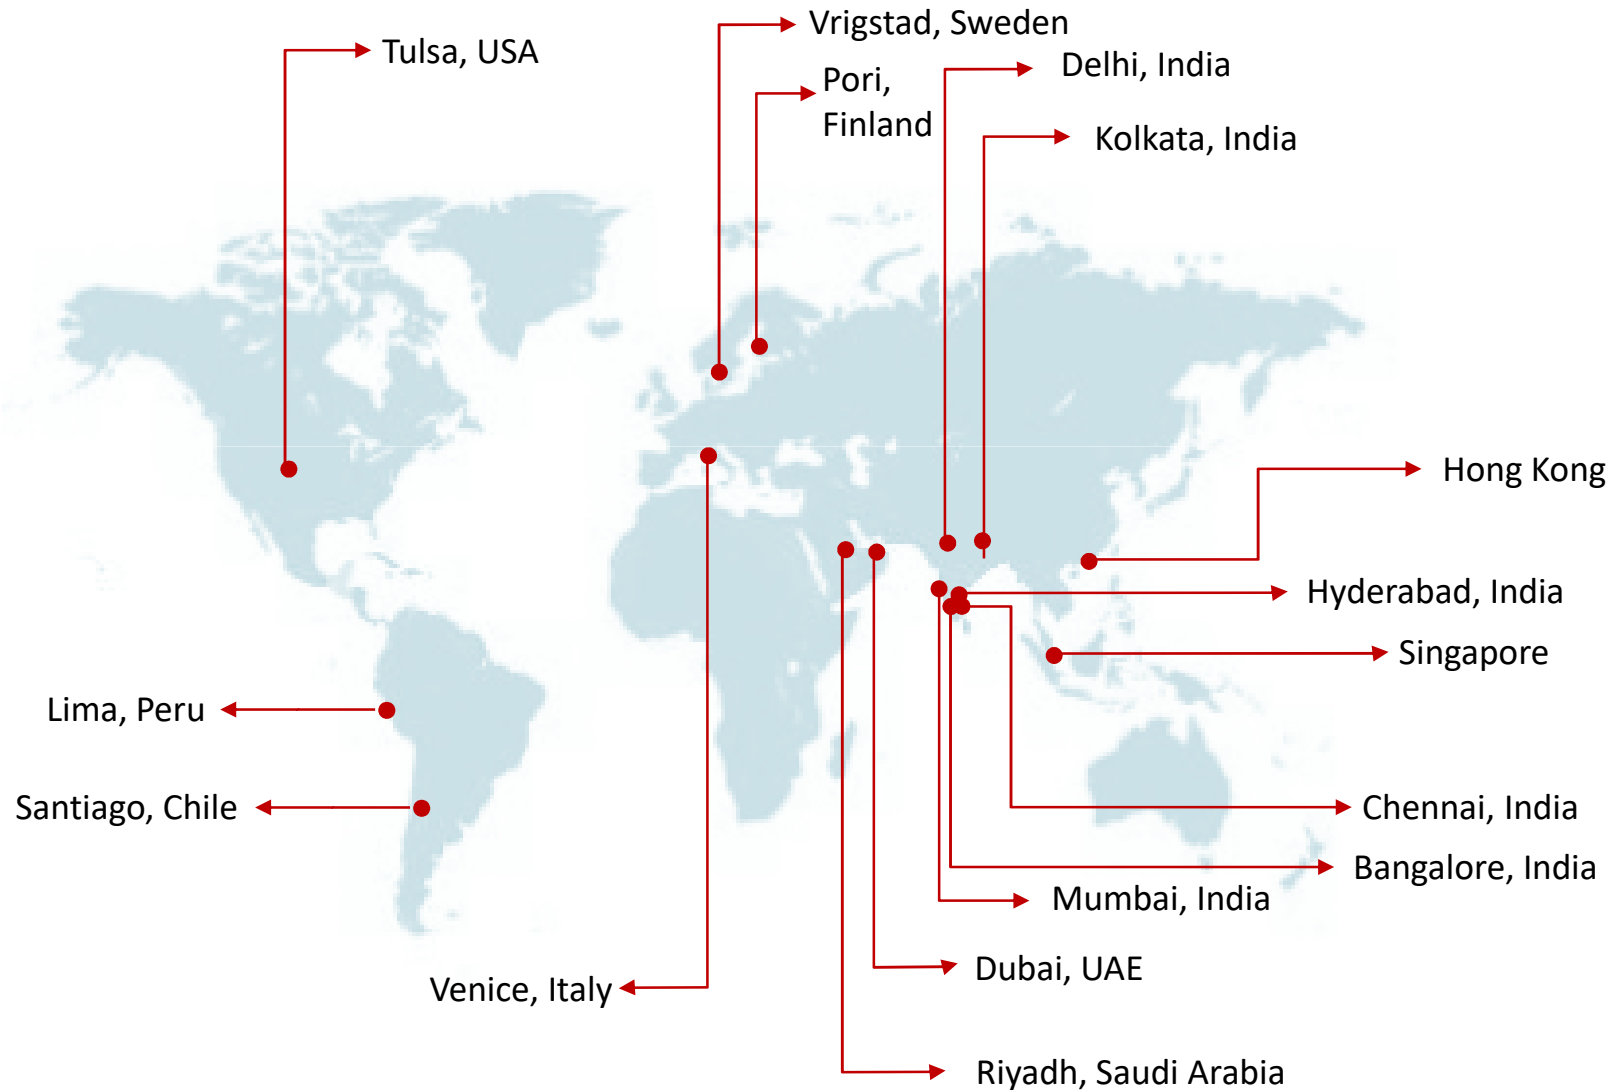 Vrigstad, Sweden
Tulsa, USA
Delhi, India
Pori,
Finland
Kolkata, India
Hong Kong
Hyderabad, India
Singapore
Lima, Peru
Santiago, Chile
Chennai, India
Bangalore, India
Mumbai, India
Dubai, UAE
Venice, Italy
Riyadh, Saudi Arabia